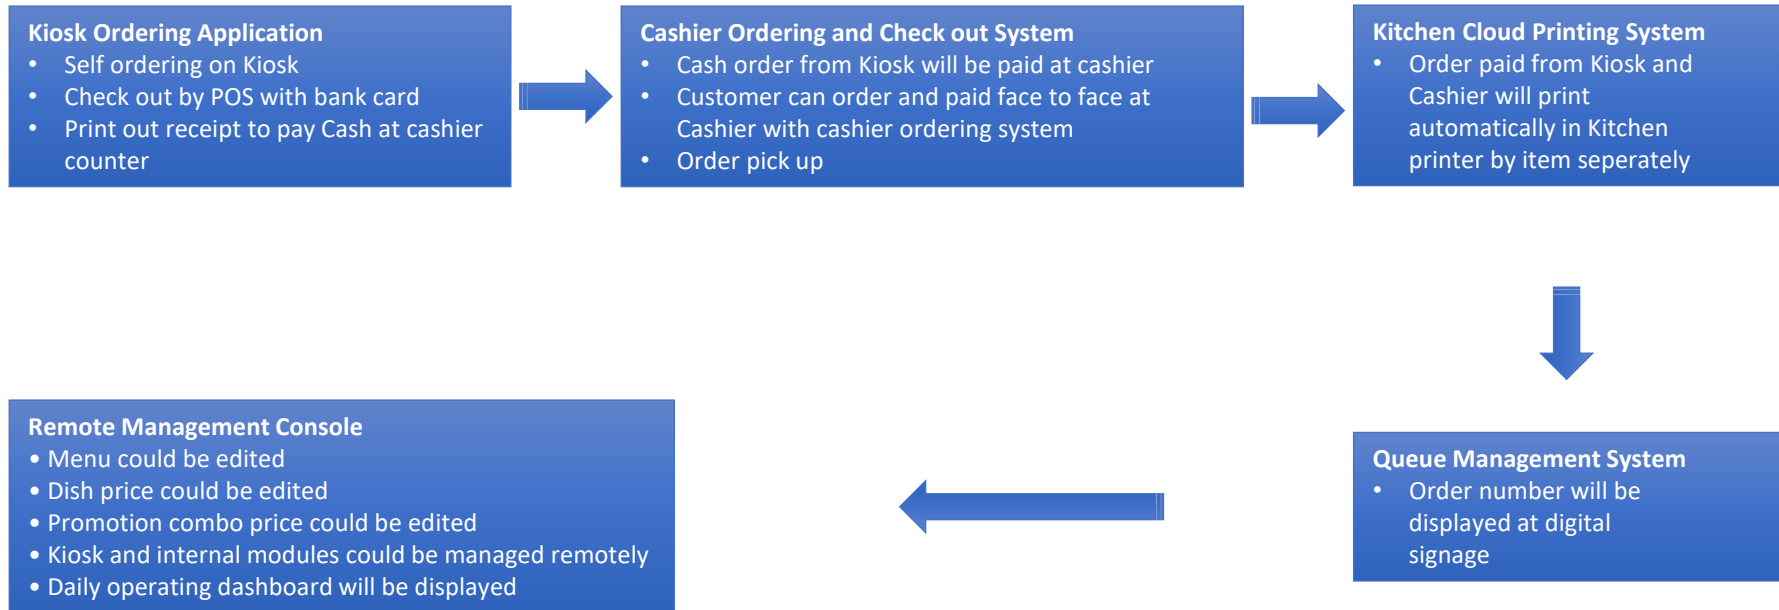 Kiosk Ordering Application
• Self ordering on Kiosk
• Check out by POS with bank card
• Print out receipt to pay Cash at cashier
counter
Cashier Ordering and Check out System
• Cash order from Kiosk will be paid at cashier
• Customer can order and paid face to face at
Cashier with cashier ordering system
• Order pick up
Kitchen Cloud Printing System
• Order paid from Kiosk and
Cashier will print
automatically in Kitchen
printer by item seperately
Remote Management Console
• Menu could be edited
• Dish price could be edited
• Promotion combo price could be edited
• Kiosk and internal modules could be managed remotely
• Daily operating dashboard will be displayed
Queue Management System
• Order number will be
displayed at digital
signage